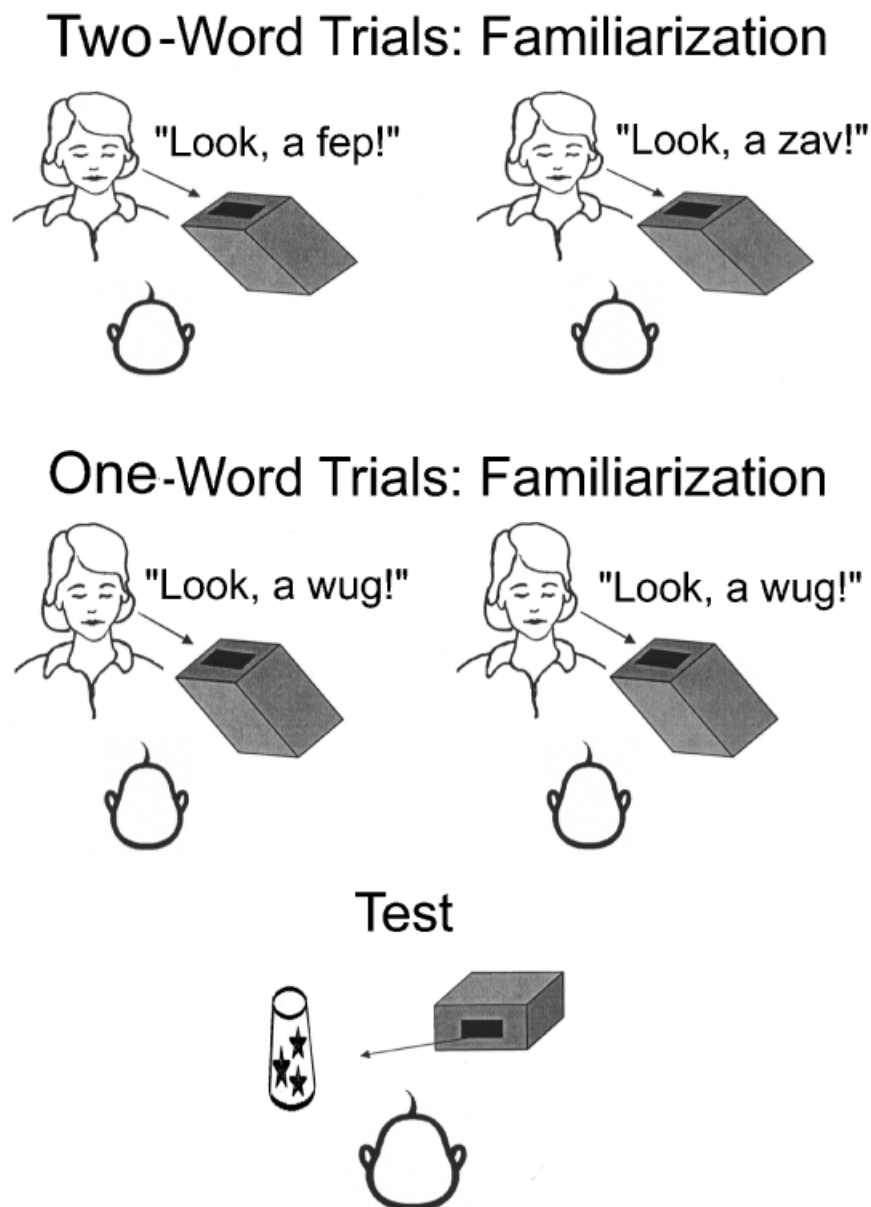 Two-Word Trials: Familiarization
"Look, a fep!" "Look, a zav!"
One-Word Trials: Familiarization
"Look, a wug!" "Look, a wug!"
Test